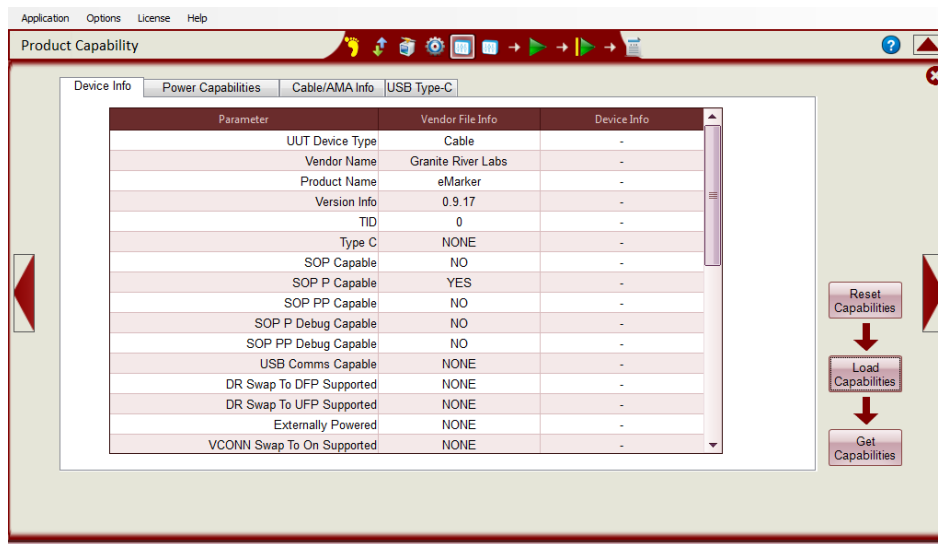 Application Options License Help
Product Capability
?
Device Info Power Capabilities Cable/AMA Info USB Type-C
Parameter Vendor File Info Device Info
UUT Device Type Cable -
Vendor Name Granite River Labs -
Product Name eMarker -
Version Info 0.9.17 -
TID 0 -
Type C NONE -
SOP Capable NO -
SOP P Capable YES -
SOP PP Capable NO -
SOP P Debug Capable NO -
SOP PP Debug Capable NO -
USB Comms Capable NONE -
DR Swap To DFP Supported NONE -
DR Swap To UFP Supported NONE -
Externally Powered NONE -
VCONN Swap To On Supported NONE -
Reset
Capabilities
Load
Capabilities
Get
Capabilities